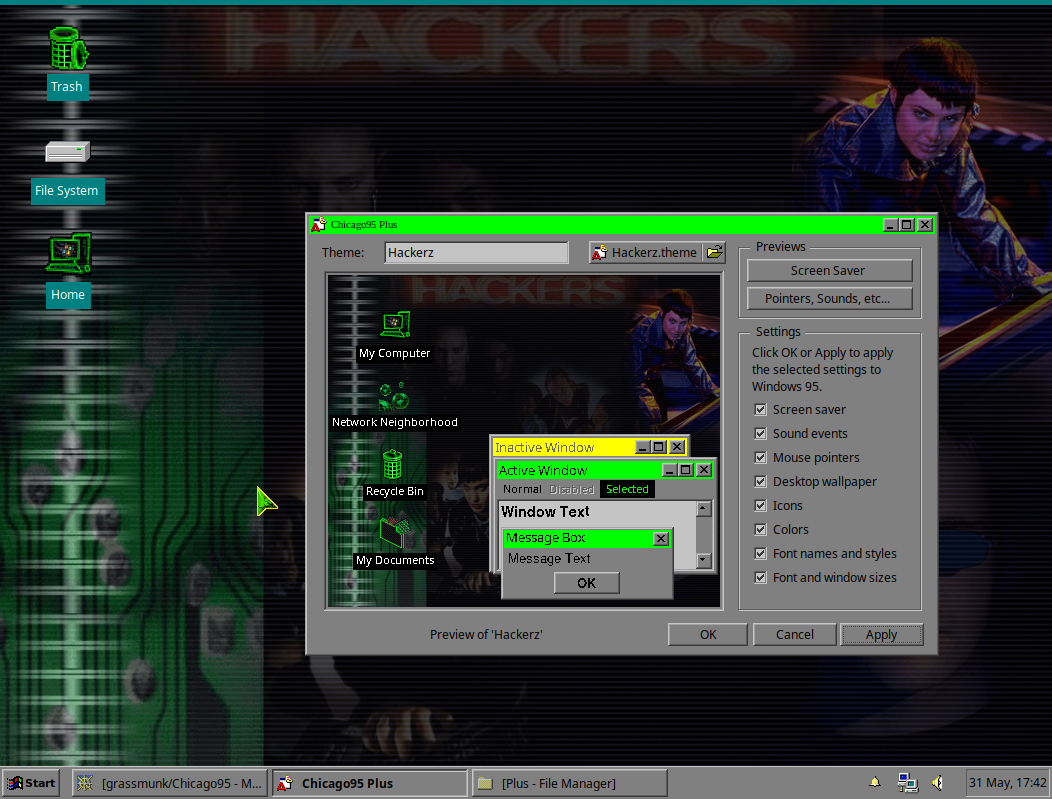 HACKERS
Trash
File System
Home
Chicago95 Plus
Theme:
Hackerz
Hackerz.theme
HACKERS
My Computer
Network Neighborhood
Recycle Bin
My Documents
Inactive Window
Active Window
Normal Disabled Selected
Window Text
Message Box
Message Text
OK
Preview of 'Hackerz'
Previews
Screen Saver
Pointers, Sounds, etc...
Settings
Click OK or Apply to apply
the selected settings to
Windows 95.
Screen saver
Sound events
Mouse pointers
Desktop wallpaper
Icons
Colors
Font names and styles
Font and window sizes
OK
Cancel
Apply
Start
[grassmunk/Chicago95 - M...
Chicago95 Plus
[Plus - File Manager]
31 May, 17:42